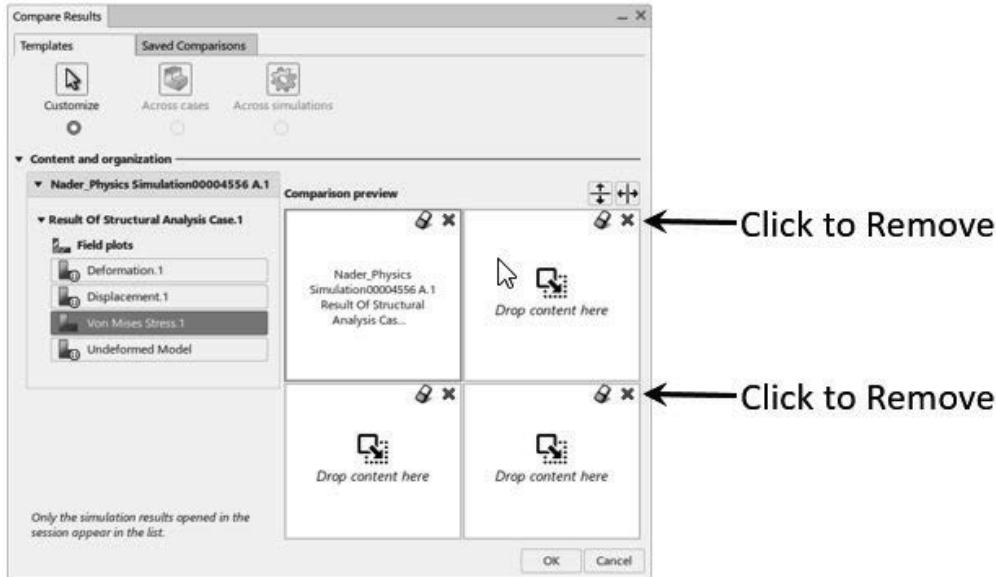 Compare Results
Templates
Saved Comparisons
Customize
Across cases
Across simulations
Content and organization
Nader_Physics Simulation00004556 A.1
Result Of Structural Analysis Case.1
Field plots
Deformation.1
Displacement.1
Von Mises Stress.1
Undeformed Model
Only the simulation results opened in the
session appear in the list.
Comparison preview
Nader_Physics
Simulation00004556 A.1
Result Of Structural
Analysis Cas...
Drop content here
Click to Remove
Drop content here
Drop content here
Click to Remove
OK
Cancel